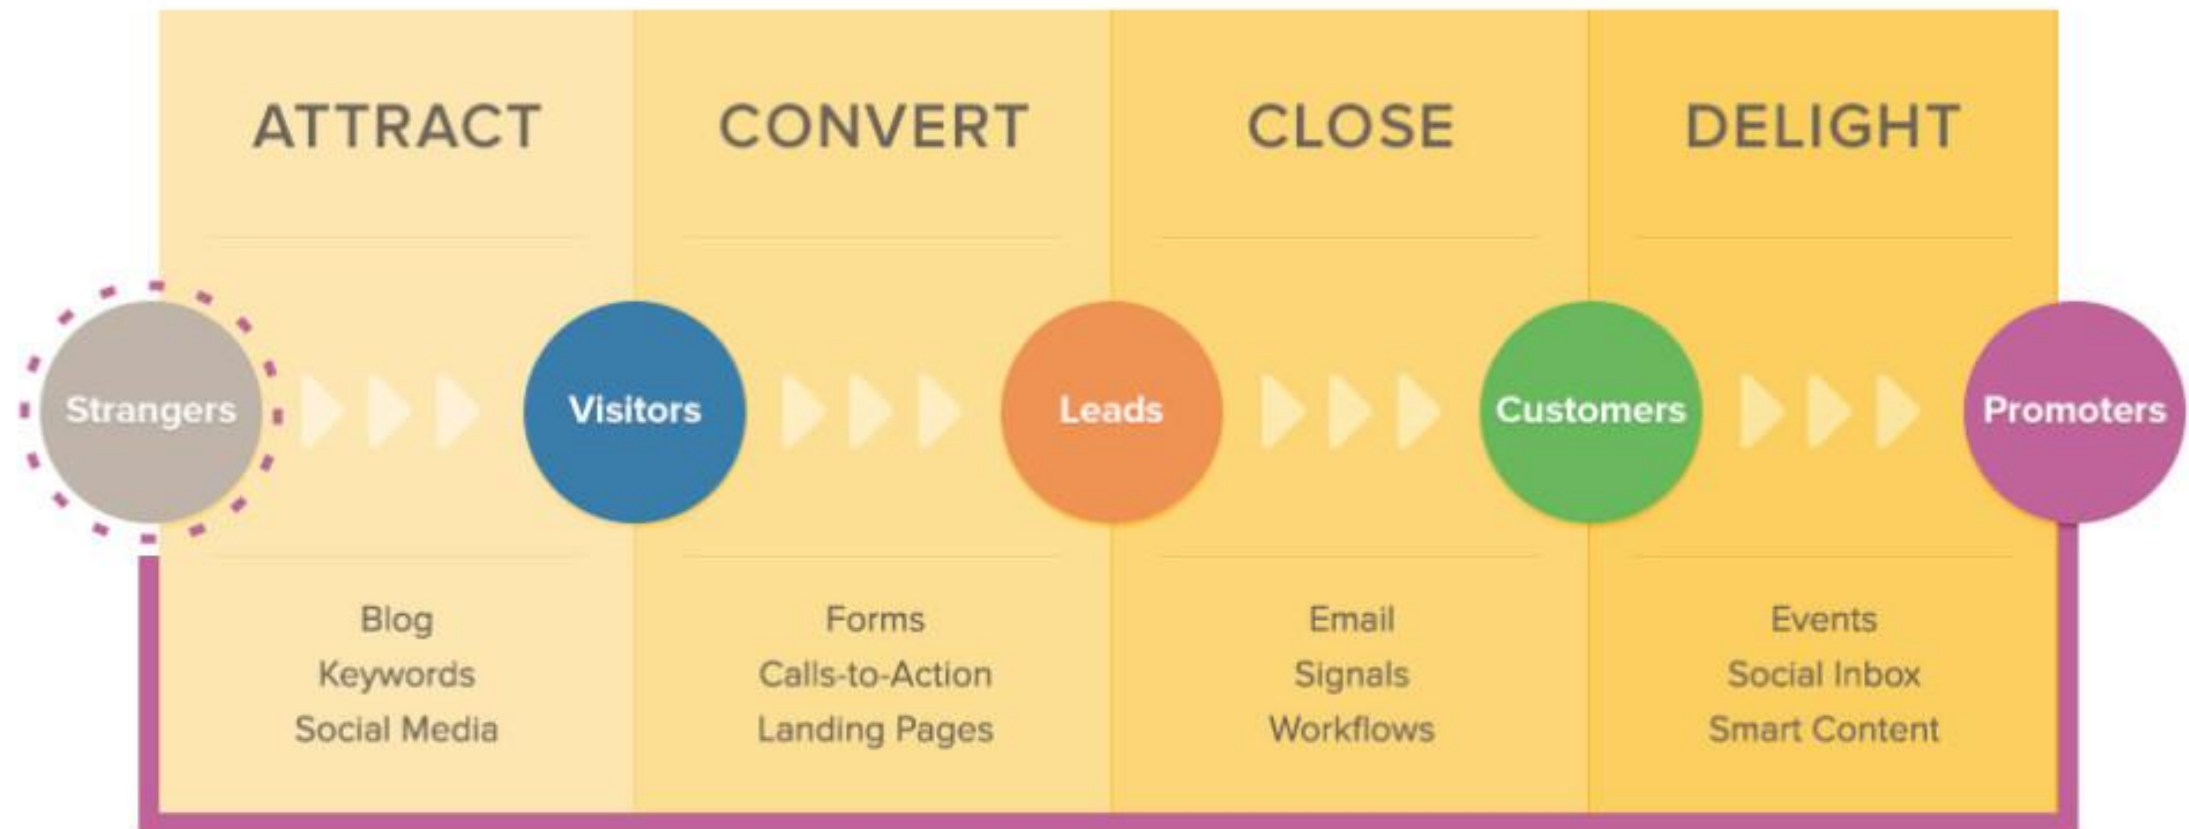 ATTRACT
CONVERT
CLOSE
DELIGHT
Strangers
Visitors
Leads
Customers
Promoters
Blog
Keywords
Social Media
Forms
Calls-to-Action
Landing Pages
Email
Signals
Workflows
Events
Social Inbox
Smart Content